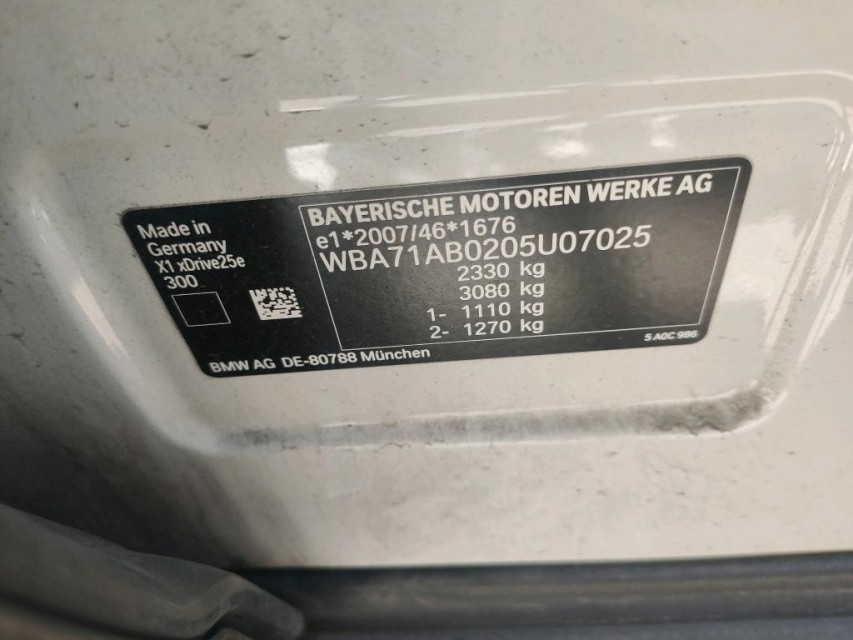 Made in
Germany
X1 xDrive25e
300
BAYERISCHE MOTOREN WERKE AG
e1*2007/46*1676
WBA71AB0205U07025
2330 kg
3080 kg
1- 1110 kg
2- 1270 kg
BMW AG DE-80788 München
5 A0C 986